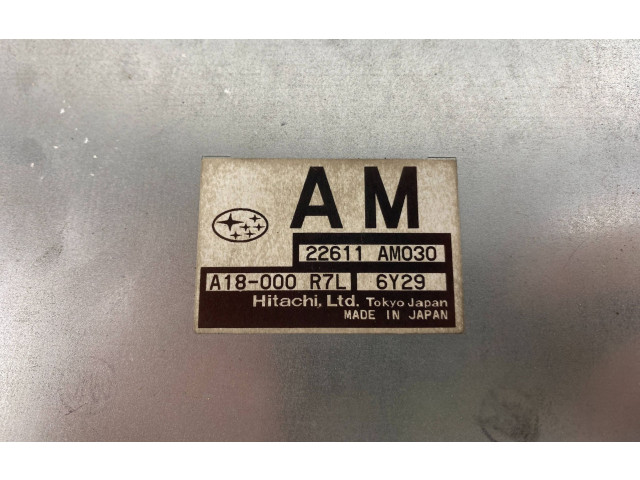 AM
22611 AM030
A18-000 R7L 6Y29
Hitachi, Ltd. Tokyo Japan
MADE IN JAPAN